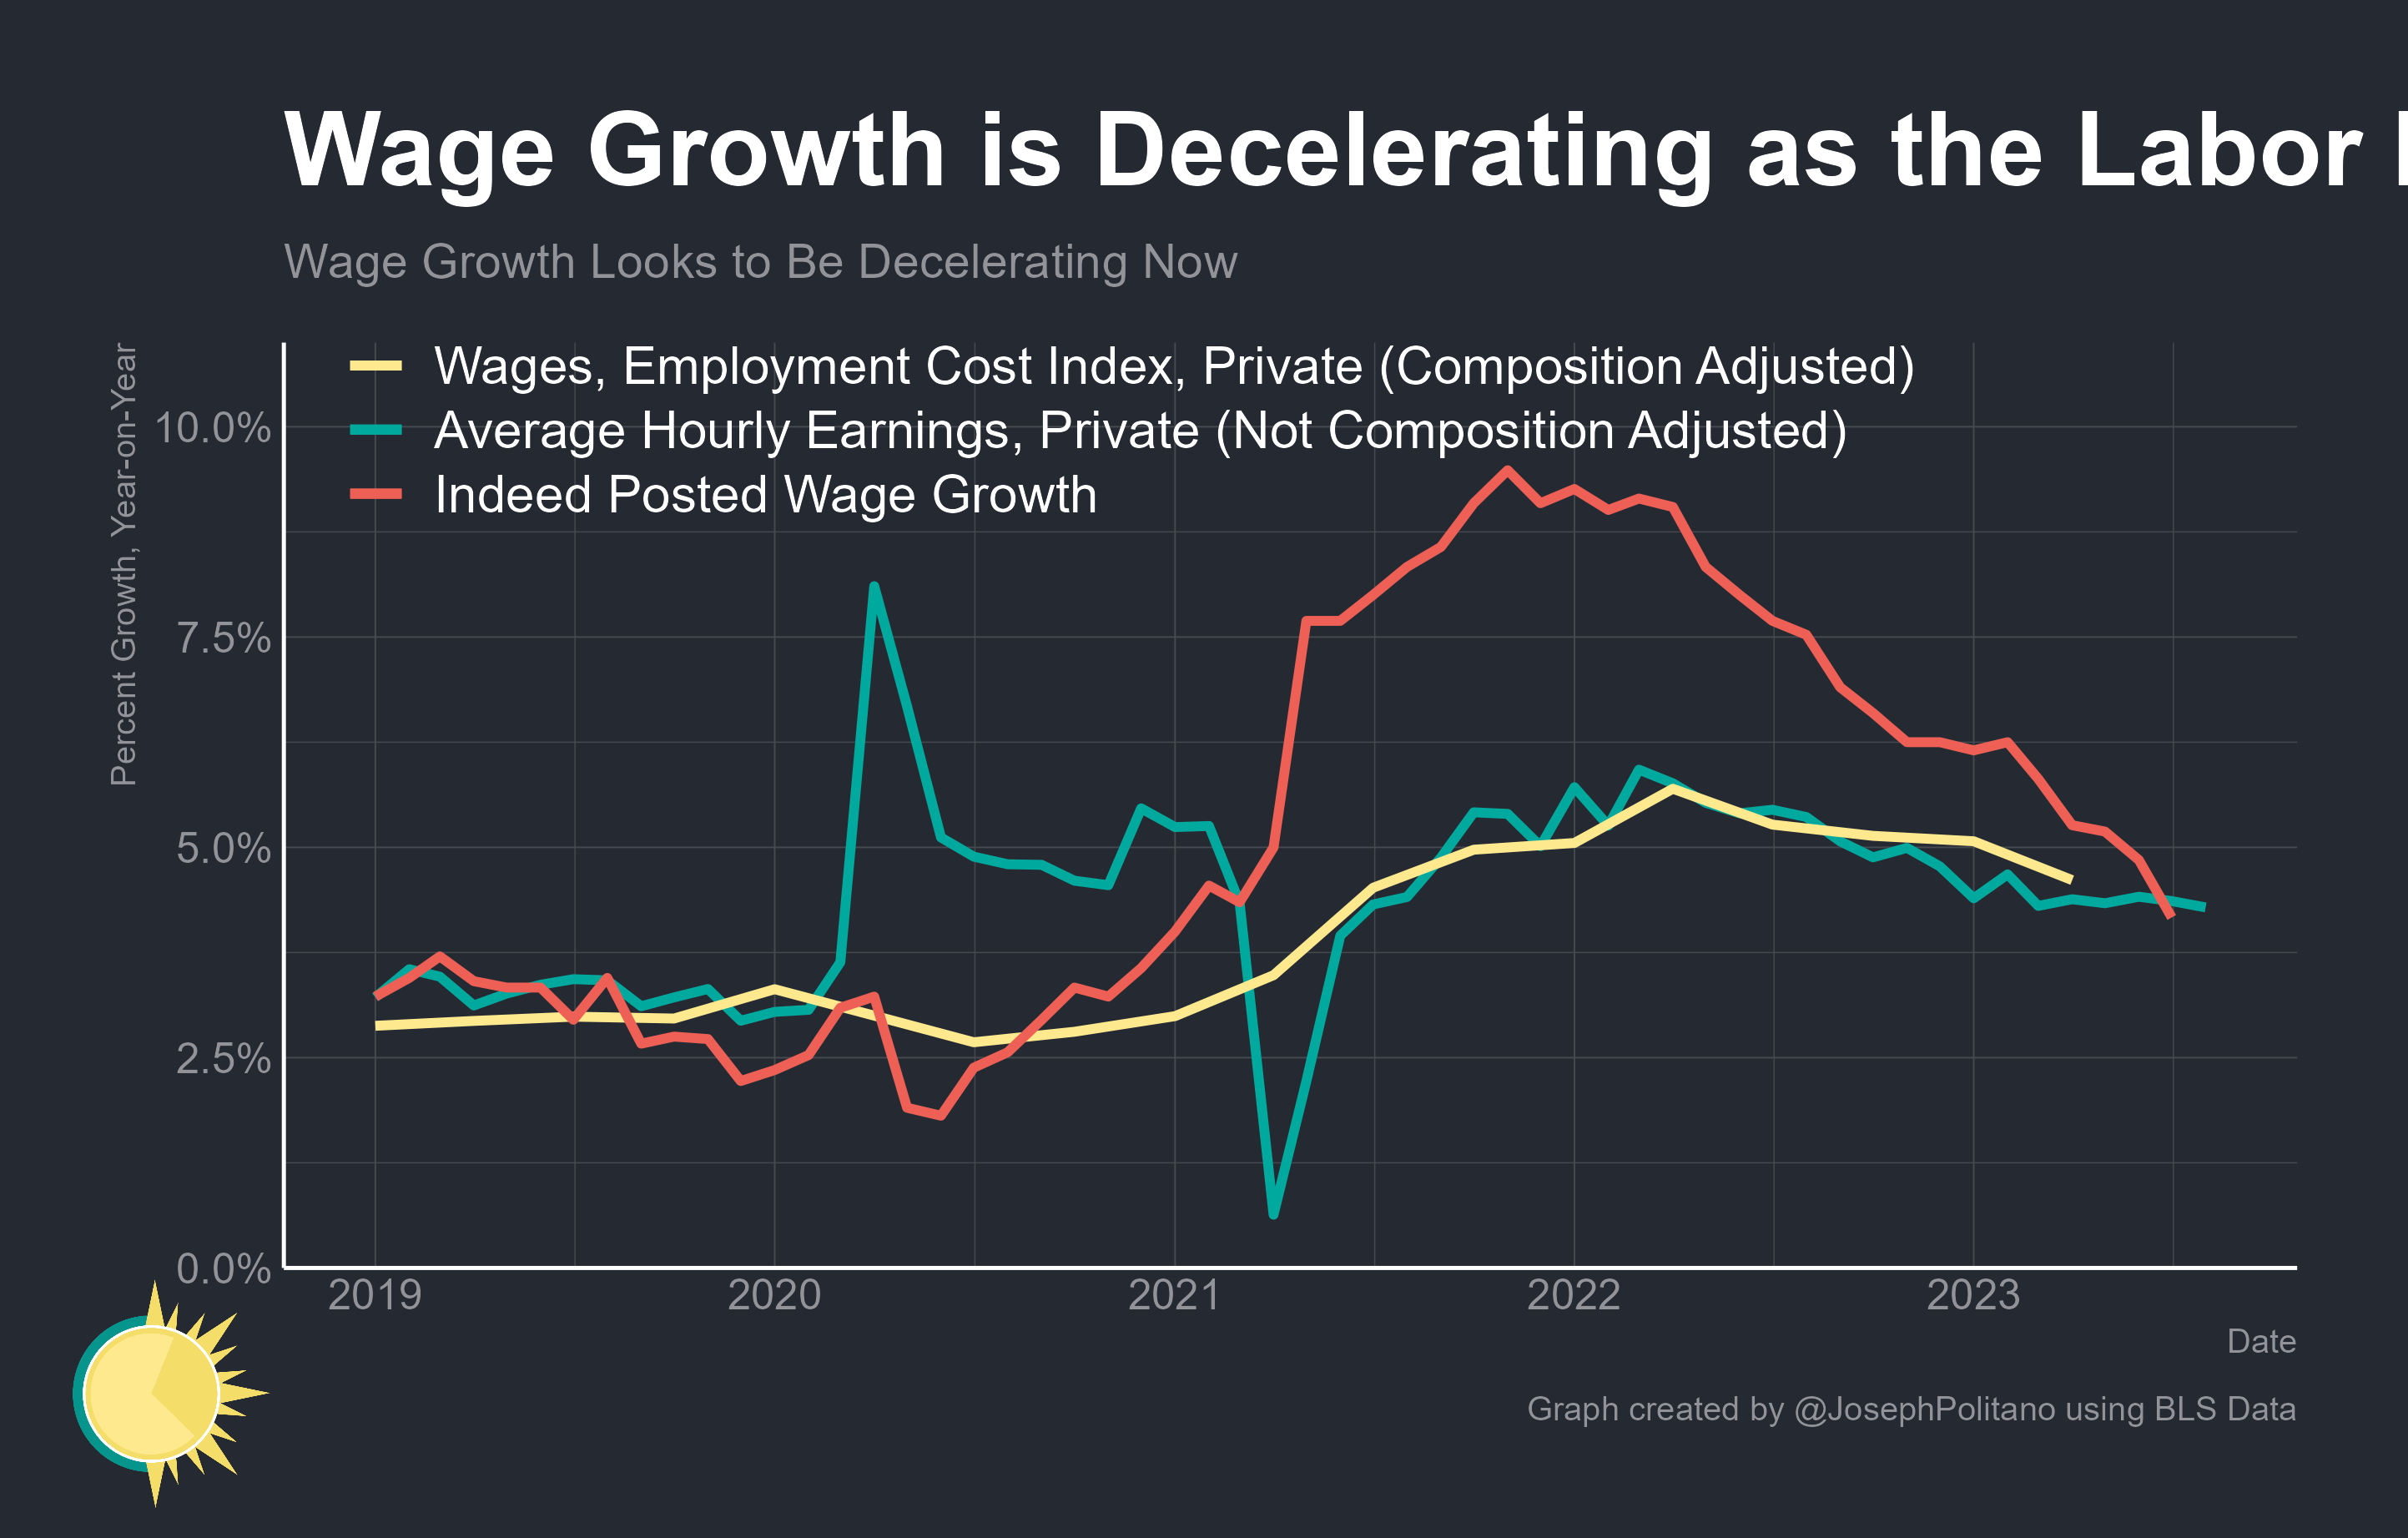 Wage Growth is Decelerating as the Labor
Wage Growth Looks to Be Decelerating Now
Percent Growth, Year-on-Year
Wages, Employment Cost Index, Private (Composition Adjusted)
Average Hourly Earnings, Private (Not Composition Adjusted)
Indeed Posted Wage Growth
10.0%
7.5%
5.0%
2.5%
0.0%
2019 2020 2021 2022 2023
Date
Graph created by @JosephPolitano using BLS Data